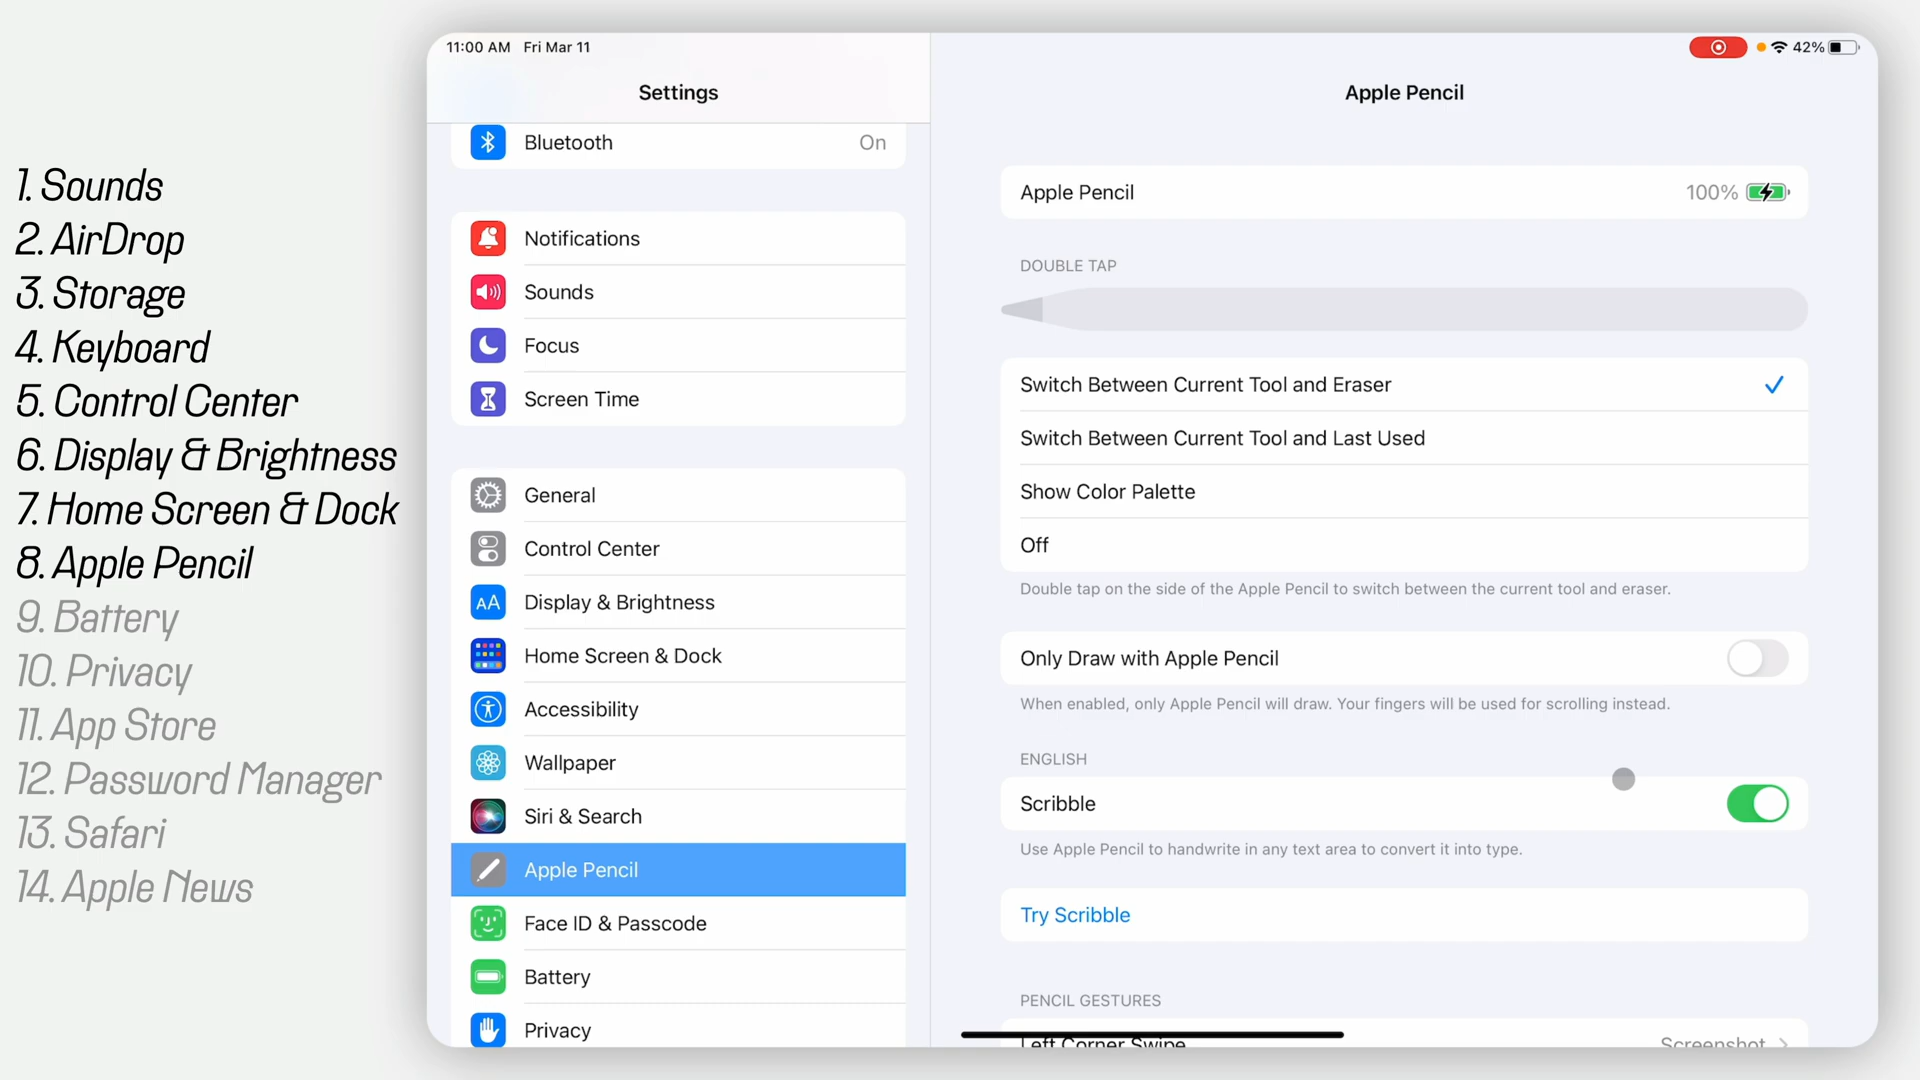 1. Sounds
2. AirDrop
3. Storage
4. Keyboard
5. Control Center
6. Display & Brightness
7. Home Screen & Dock
8. Apple Pencil
9. Battery
10. Privacy
11. App Store
12. Password Manager
13. Safari
14. Apple News
11:00 AM Fri Mar 11
Settings
Bluetooth On
Notifications
Sounds
Focus
Screen Time
General
Control Center
AA Display & Brightness
Home Screen & Dock
Accessibility
Wallpaper
Siri & Search
Apple Pencil
Face ID & Passcode
Battery
Privacy
42%
Apple Pencil
Apple Pencil 100%
DOUBLE TAP
Switch Between Current Tool and Eraser
Switch Between Current Tool and Last Used
Show Color Palette
Off
Double tap on the side of the Apple Pencil to switch between the current tool and eraser.
Only Draw with Apple Pencil
When enabled, only Apple Pencil will draw. Your fingers will be used for scrolling instead.
ENGLISH
Scribble
Use Apple Pencil to handwrite in any text area to convert it into type.
Try Scribble
PENCIL GESTURES
Left Corner Swipe Screenshot